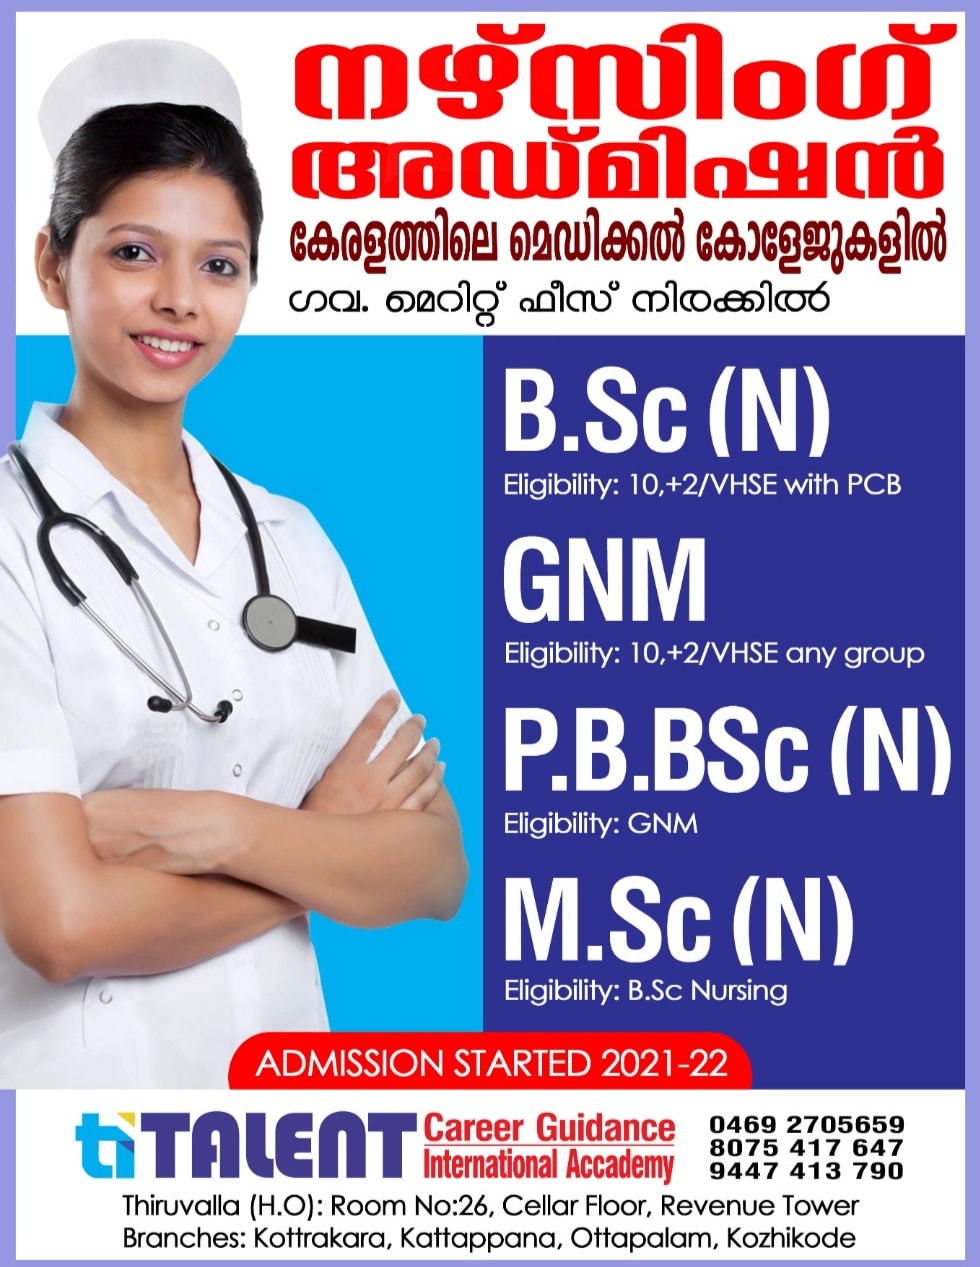 നഴ്സിംഗ്
അഡ്മിഷൻ
കേരളത്തിലെ മെഡിക്കൽ കോളേജുകളിൽ
ഗവ. മെറിറ്റ് ഫീസ് നിരക്കിൽ
B.Sc (N)
Eligibility: 10,+2/VHSE with PCB
GNM
Eligibility: 10,+2/VHSE any group
P.B.BSc (N)
Eligibility: GNM
M.Sc (N)
Eligibility: B.Sc Nursing
ADMISSION STARTED 2021-22
ti TALENT
Career Guidance
International Accademy
0469 2705659
8075 417 647
9447 413 790
Thiruvalla (H.O): Room No:26, Cellar Floor, Revenue Tower
Branches: Kottrakara, Kattappana, Ottapalam, Kozhikode